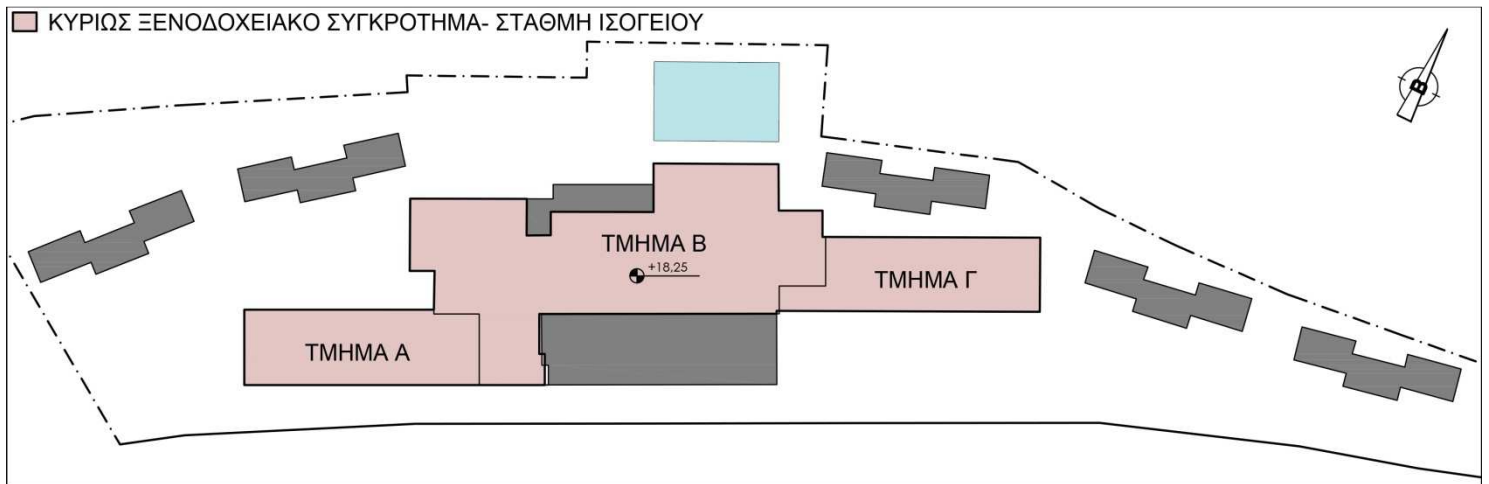 ΚΥΡΙΩΣ ΞΕΝΟΔΟΧΕΙΑΚΟ ΣΥΓΚΡΟΤΗΜΑ- ΣΤΑΘΜΗ ΙΣΟΓΕΙΟΥ
Β
ΤΜΗΜΑ Β
+18,25
ΤΜΗΜΑ Γ
ΤΜΗΜΑ Α